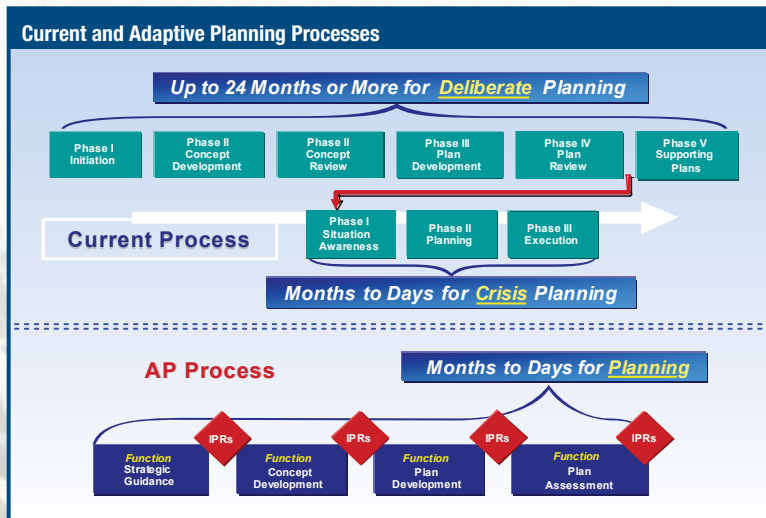 Current and Adaptive Planning Processes
Up to 24 Months or More for Deliberate Planning
Phase I
Initiation
Phase II
Concept
Development
Phase II
Concept
Review
Phase III
Plan
Development
Phase IV
Plan
Review
Phase V
Supporting
Plans
Current Process
Phase I
Situation
Awareness
Phase II
Planning
Phase III
Execution
Months to Days for Crisis Planning
AP Process
Months to Days for Planning
IPRs
IPRs
IPRs
IPRs
Function
Strategic
Guidance
Function
Concept
Development
Function
Plan
Development
Function
Plan
Assessment